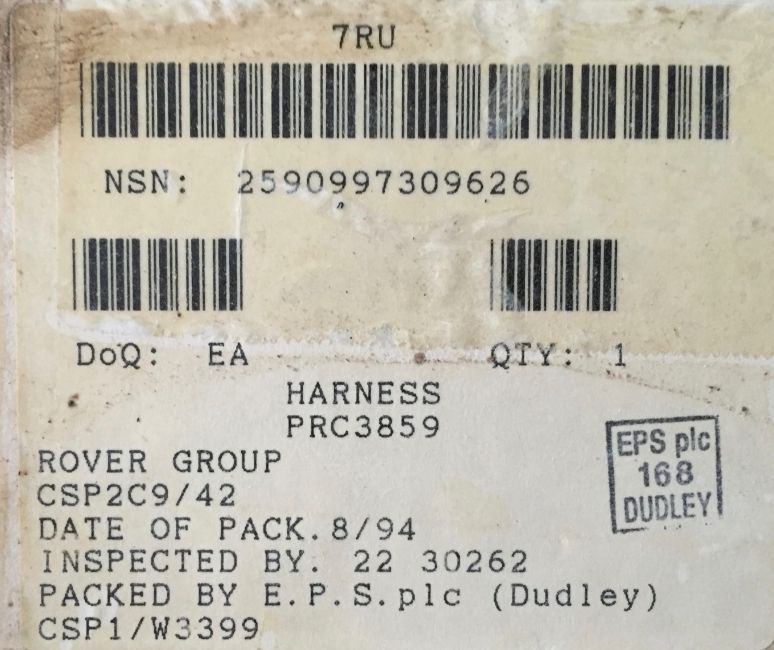 7RU
NSN: 2590997309626
DoQ: EA QTY: 1
HARNESS
PRC3859
ROVER GROUP
CSP2C9/42
DATE OF PACK.8/94
INSPECTED BY. 22 30262
PACKED BY E.P.S.plc (Dudley)
CSP1/W3399
EPS plc
168
DUDLEY